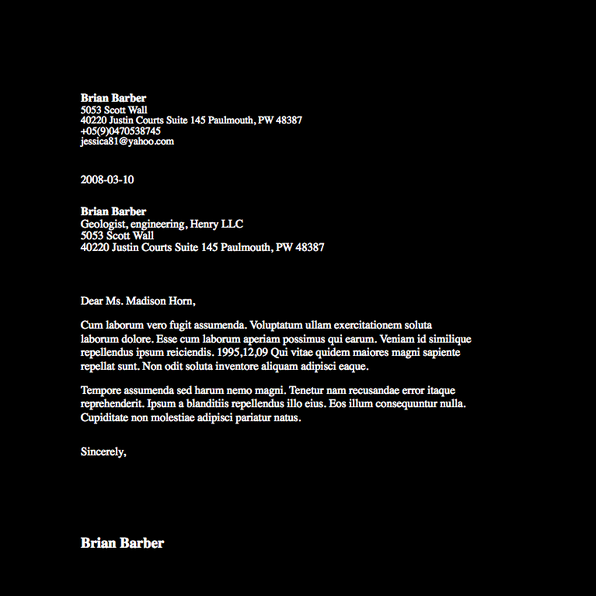 Brian Barber
5053 Scott Wall
40220 Justin Courts Suite 145 Paulmouth, PW 48387
+05(9)0470538745
jessica81@yahoo.com
2008-03-10
Brian Barber
Geologist, engineering, Henry LLC
5053 Scott Wall
40220 Justin Courts Suite 145 Paulmouth, PW 48387
Dear Ms. Madison Horn,
Cum laborum vero fugit assumenda. Voluptatum ullam exercitationem soluta
laborum dolore. Esse cum laborum aperiam possimus qui earum. Veniam id similique
repellendus ipsum reiciendis. 1995,12,09 Qui vitae quidem maiores magni sapiente
repellat sunt. Non odit soluta inventore aliquam adipisci eaque.
Tempore assumenda sed harum nemo magni. Tenetur nam recusandae error itaque
reprehenderit. Ipsum a blanditiis repellendus illo eius. Eos illum consequuntur nulla.
Cupiditate non molestiae adipisci pariatur natus.
Sincerely,
Brian Barber